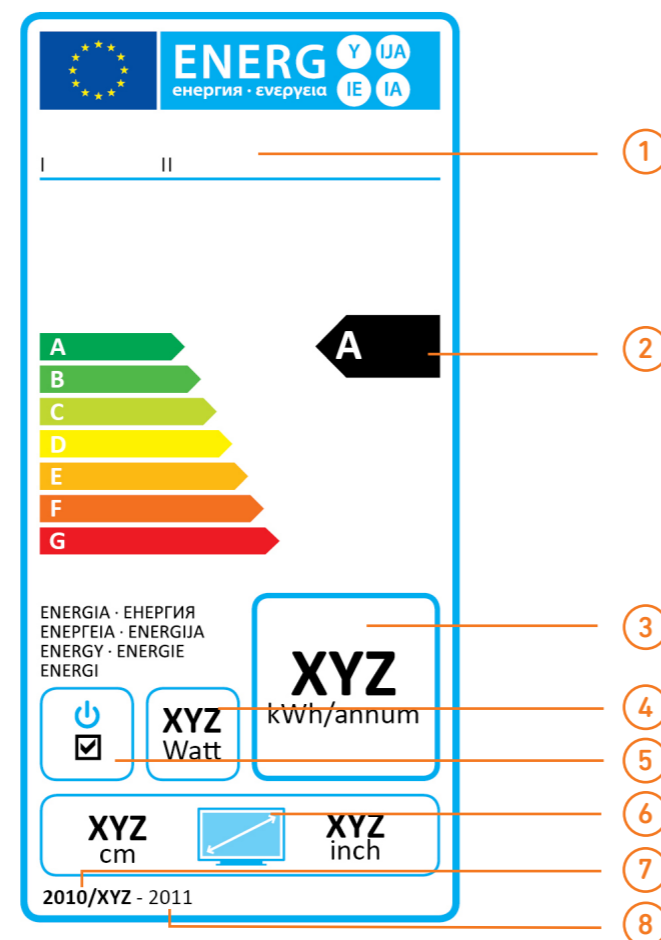 ENERG Y IJA
енергия · ενεργεια IE IA
I II
1
A
2
A
B
C
D
E
F
G
ENERGIA · ЕНЕРГИЯ
ΕΝΕΡΓΕΙΑ · ENERGIJA
ENERGY · ENERGIE
ENERGI
3
XYZ
kWh/annum
XYZ
Watt
4
5
XYZ
cm
XYZ
inch
6
7
2010/XYZ - 2011
8